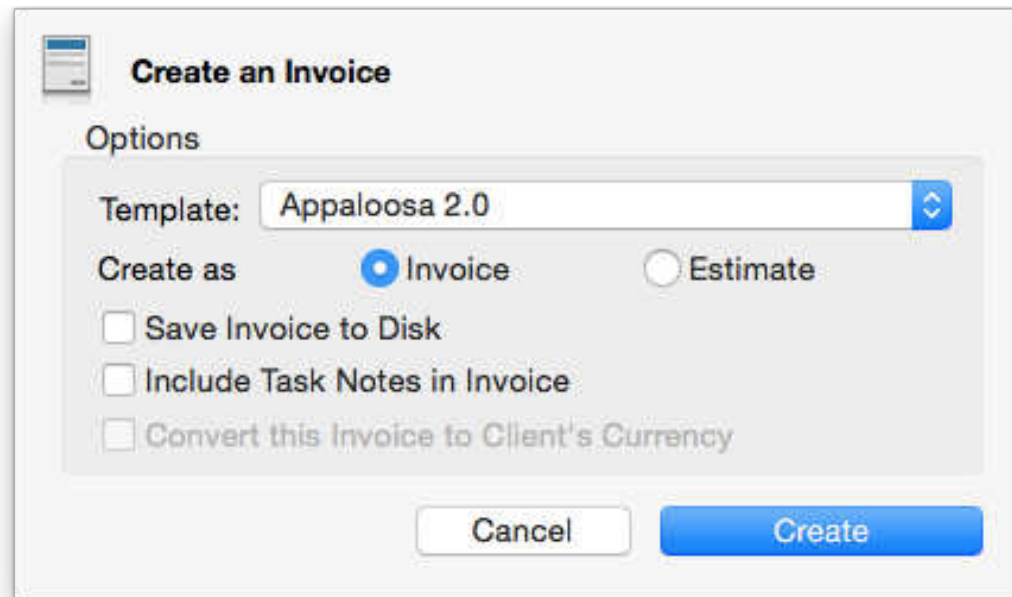 Create an Invoice
Options
Template: Appaloosa 2.0
Create as Invoice Estimate
Save Invoice to Disk
Include Task Notes in Invoice
Convert this Invoice to Client's Currency
Cancel Create